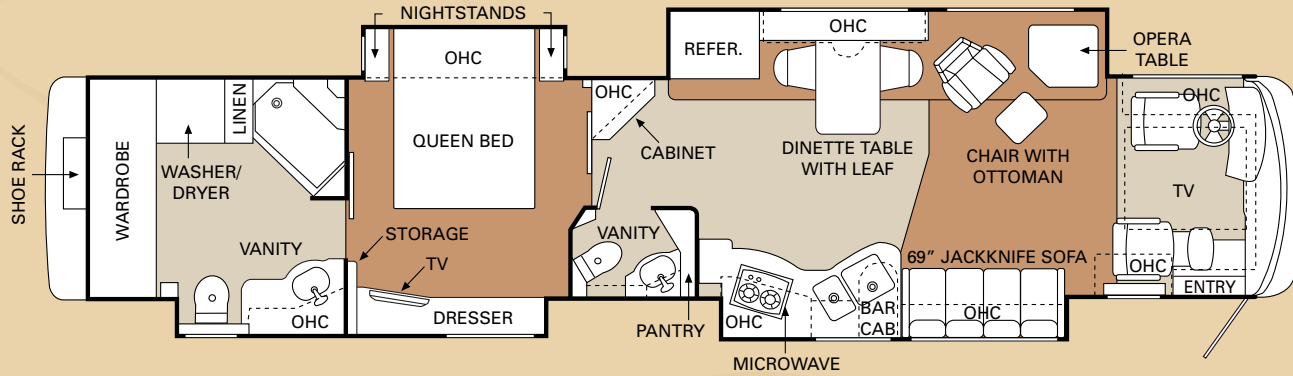 NIGHTSTANDS
OHC
REFER.
OHC
OPERA
TABLE
SHOE RACK
WARDROBE
WASHER/
DRYER
LINEN
QUEEN BED
OHC
CABINET
DINETTE TABLE
WITH LEAF
CHAIR WITH
OTTOMAN
OHC
TV
VANITY
STORAGE
TV
VANITY
69” JACKKNIFE SOFA
OHC
DRESSER
PANTRY
OHC
MICROWAVE
BAR
CAB
OHC
OHC
ENTRY